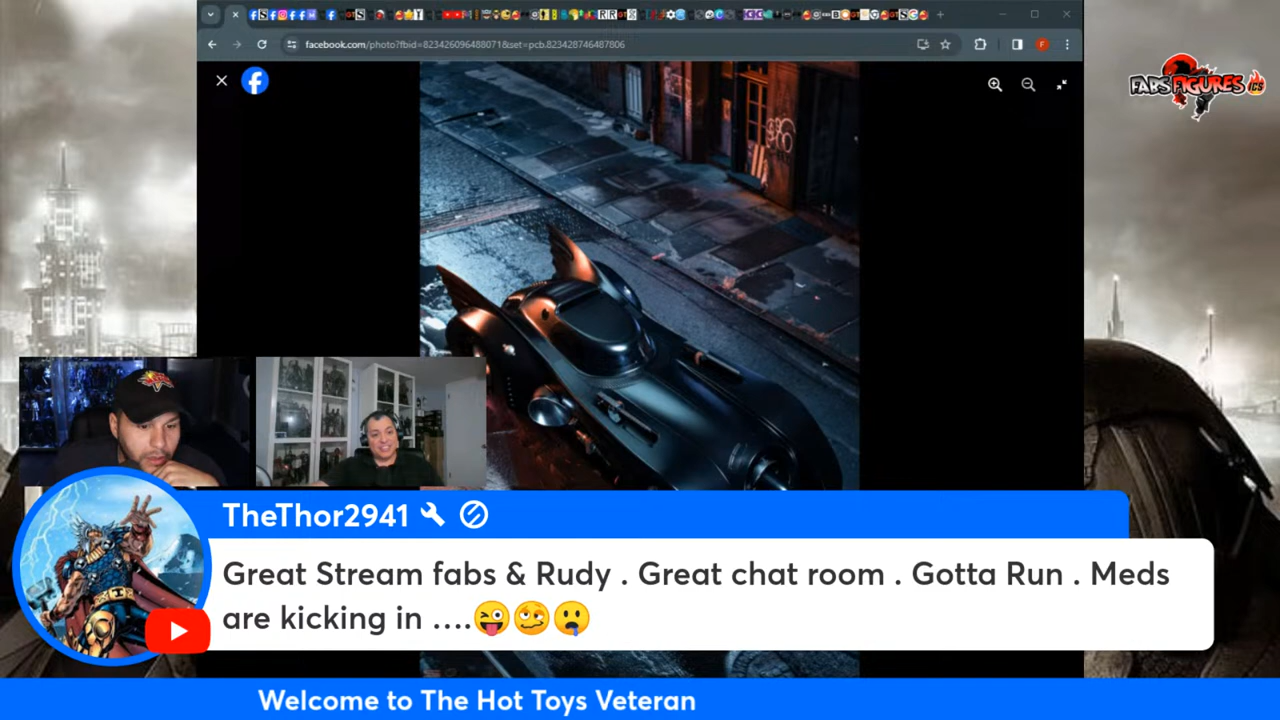 facebook.com/photo?fbid=823426096488071&set=pcb.823428746487806
FABS FIGURES
TheThor2941
Great Stream fabs & Rudy . Great chat room . Gotta Run . Meds
are kicking in ....😜🥴🤤
Welcome to The Hot Toys Veteran